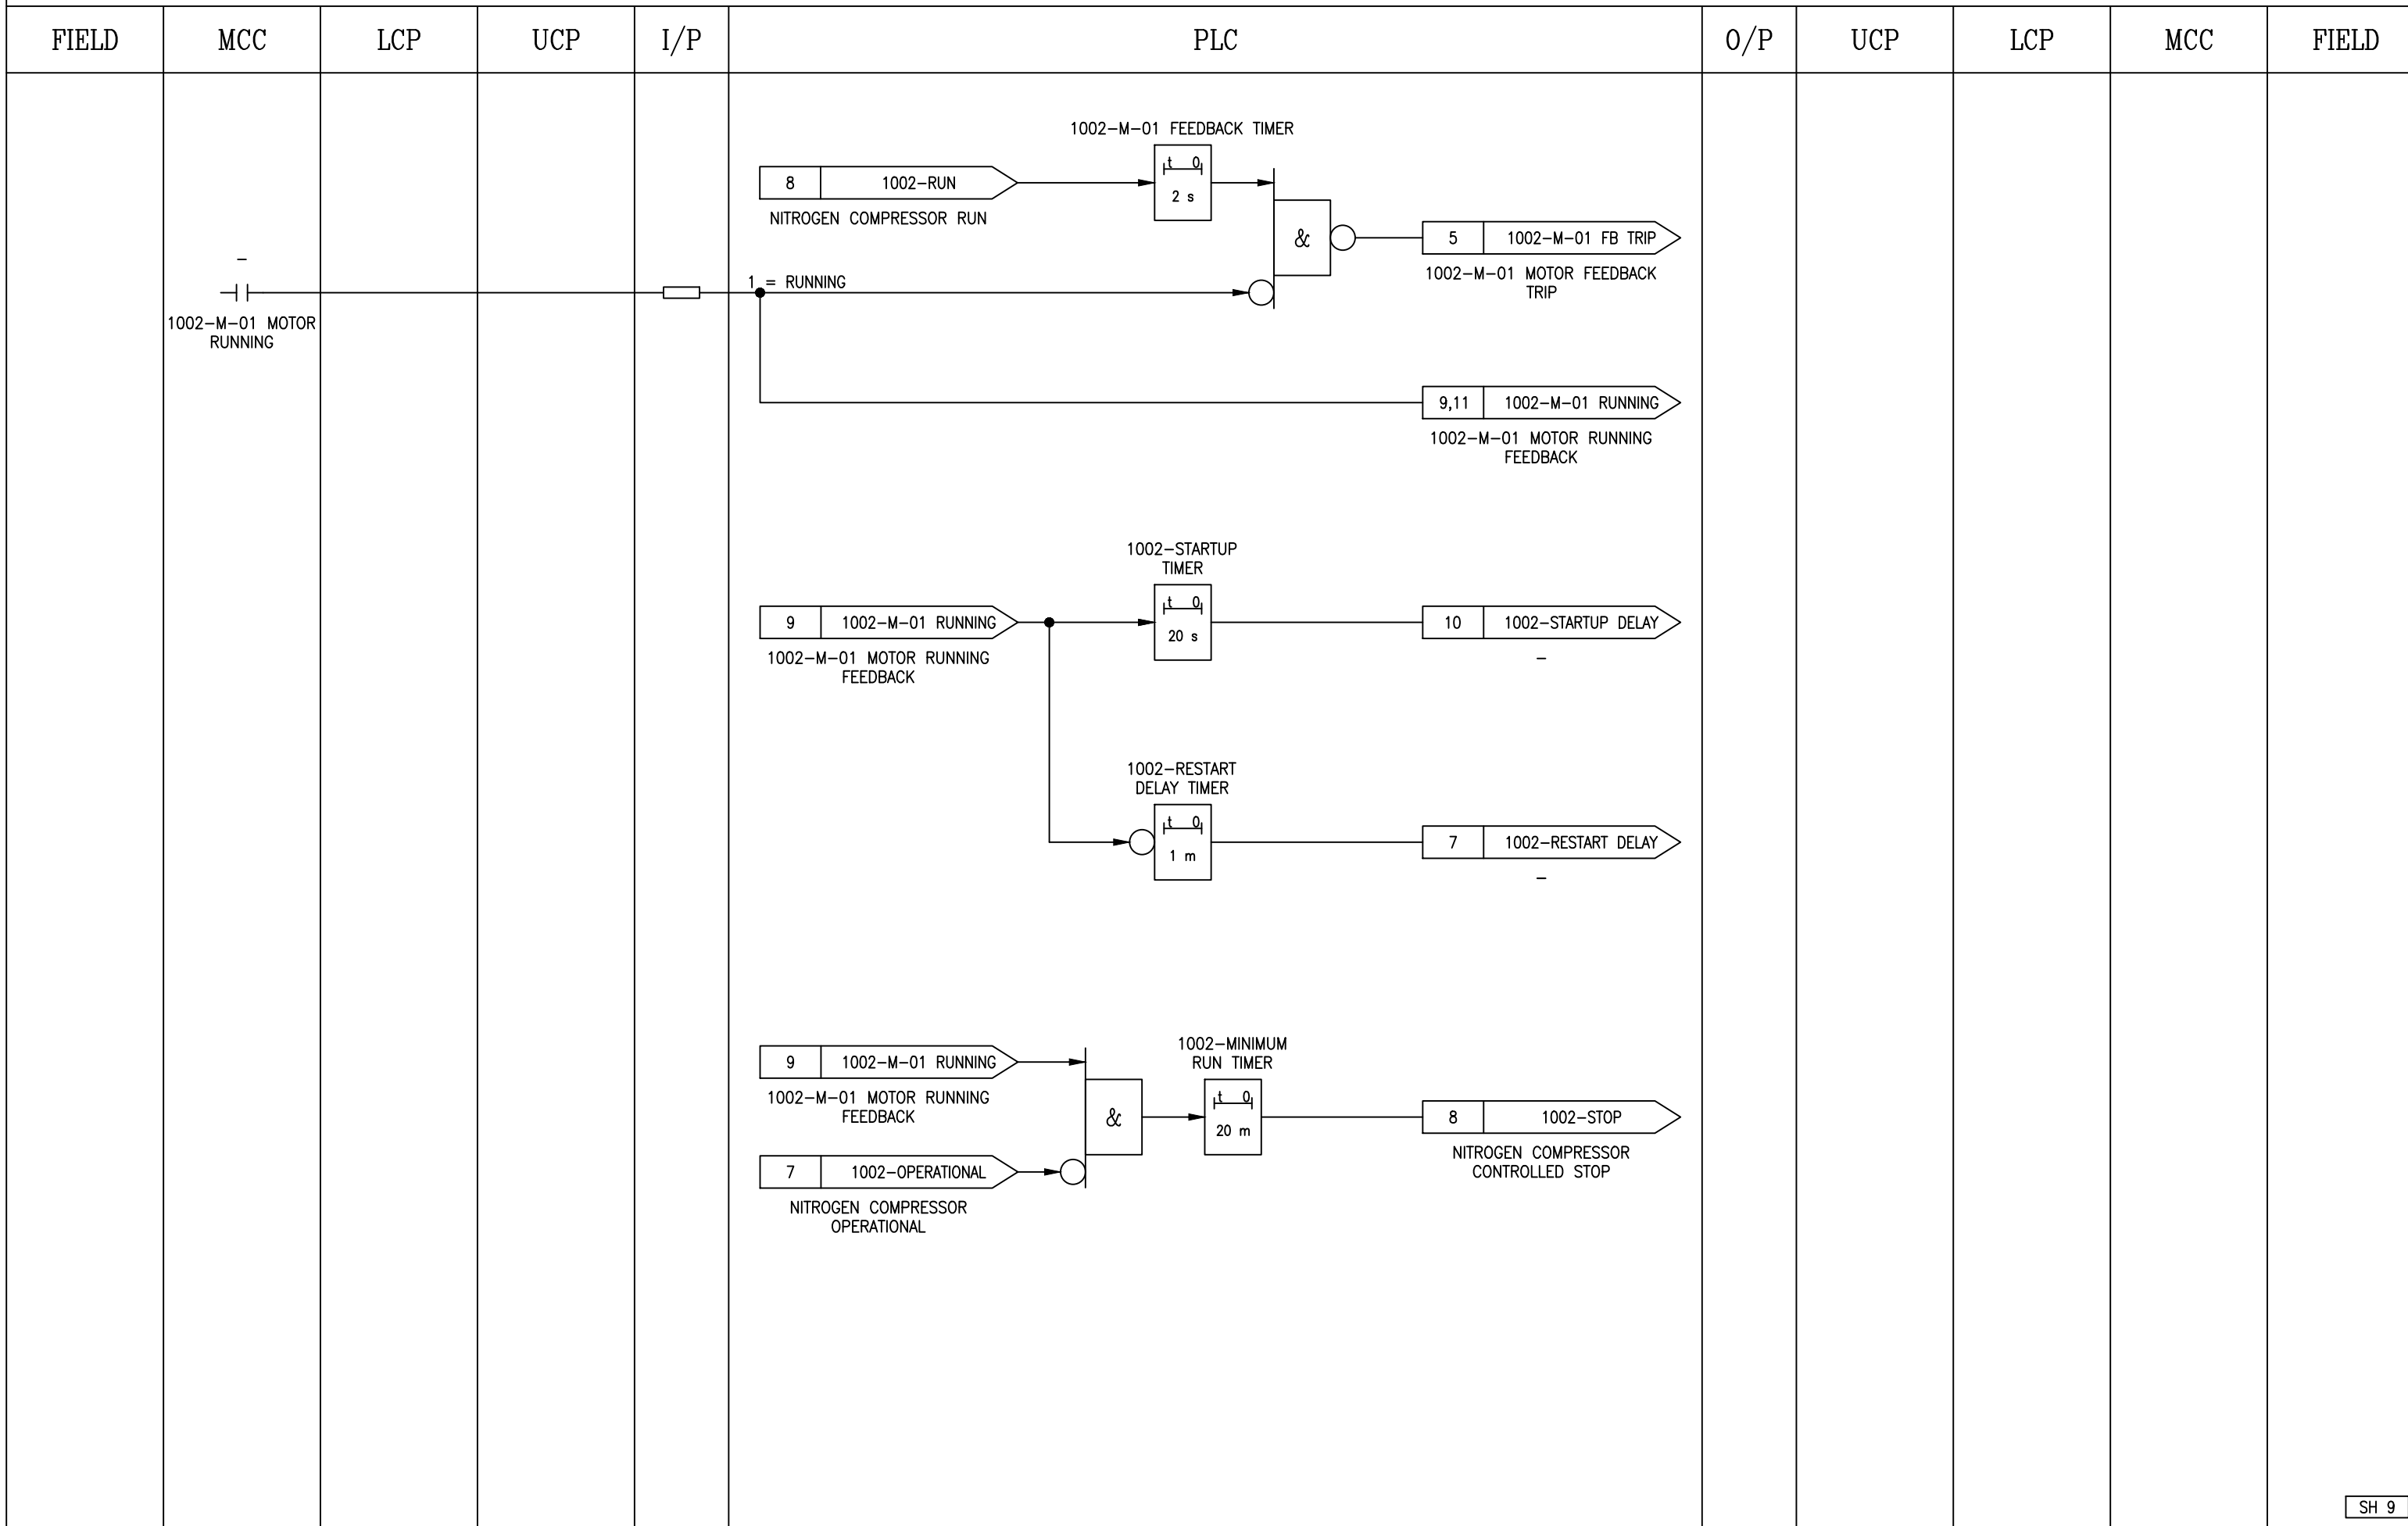 FIELD MCC LCP UCP I/P PLC O/P UCP LCP MCC FIELD
1002-M-01 FEEDBACK TIMER
t 0
2 s
8 1002-RUN
NITROGEN COMPRESSOR RUN
&
5 1002-M-01 FB TRIP
1002-M-01 MOTOR FEEDBACK
TRIP
-
1 = RUNNING
1002-M-01 MOTOR
RUNNING
9,11 1002-M-01 RUNNING
1002-M-01 MOTOR RUNNING
FEEDBACK
1002-STARTUP
TIMER
t 0
20 s
9 1002-M-01 RUNNING
1002-M-01 MOTOR RUNNING
FEEDBACK
10 1002-STARTUP DELAY
-
1002-RESTART
DELAY TIMER
t 0
1 m
7 1002-RESTART DELAY
-
9 1002-M-01 RUNNING
1002-M-01 MOTOR RUNNING
FEEDBACK
&
1002-MINIMUM
RUN TIMER
t 0
20 m
8 1002-STOP
NITROGEN COMPRESSOR
CONTROLLED STOP
7 1002-OPERATIONAL
NITROGEN COMPRESSOR
OPERATIONAL
SH 9